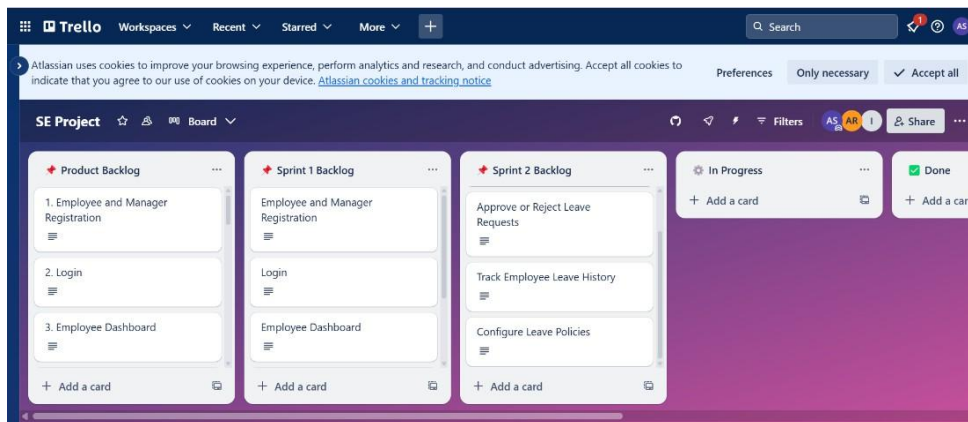 Trello Workspaces Recent Starred More + Search 1 AS
Atlassian uses cookies to improve your browsing experience, perform analytics and research, and conduct advertising. Accept all cookies to
indicate that you agree to our use of cookies on your device. Atlassian cookies and tracking notice
Preferences Only necessary Accept all
SE Project Board Filters AS AR I Share ...
Product Backlog ...
1. Employee and Manager
Registration
2. Login
3. Employee Dashboard
+ Add a card
Sprint 1 Backlog ...
Employee and Manager
Registration
Login
Employee Dashboard
+ Add a card
Sprint 2 Backlog ...
Approve or Reject Leave
Requests
Track Employee Leave History
Configure Leave Policies
+ Add a card
In Progress ...
+ Add a card
Done
+ Add a car